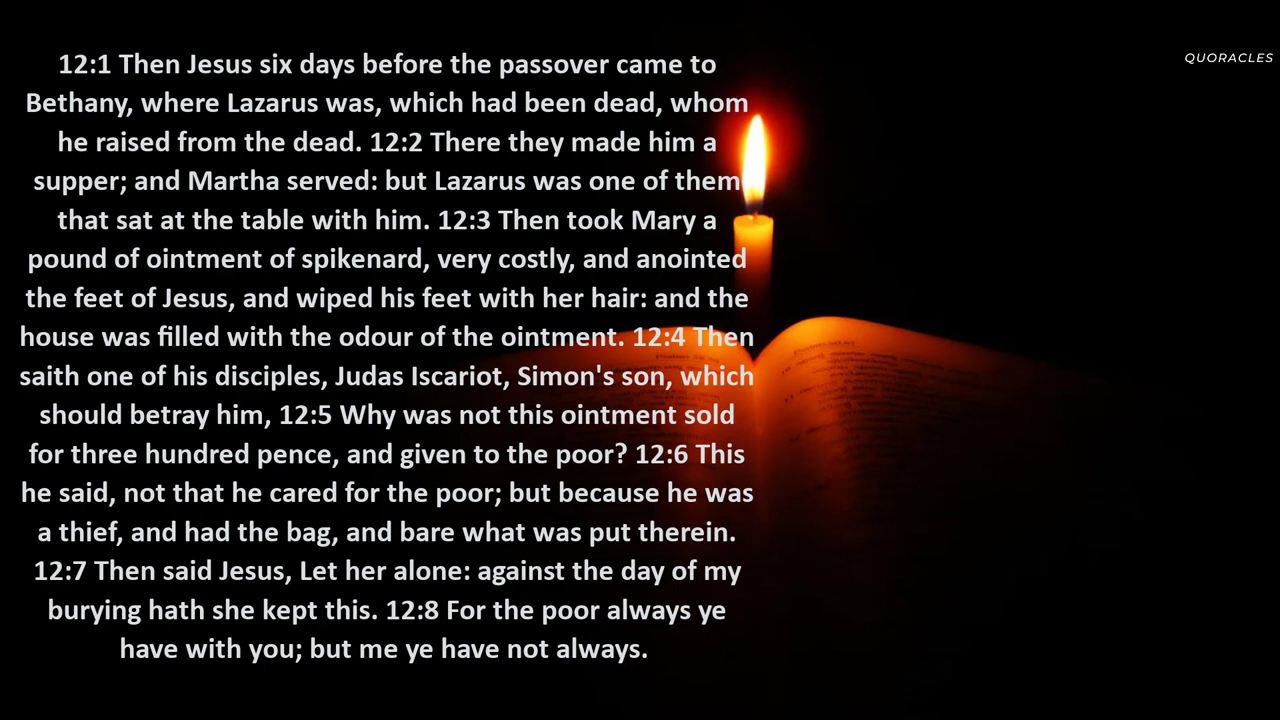 12:1 Then Jesus six days before the passover came to
Bethany, where Lazarus was, which had been dead, whom
he raised from the dead. 12:2 There they made him a
supper; and Martha served: but Lazarus was one of them
that sat at the table with him. 12:3 Then took Mary a
pound of ointment of spikenard, very costly, and anointed
the feet of Jesus, and wiped his feet with her hair: and the
house was filled with the odour of the ointment. 12:4 Then
saith one of his disciples, Judas Iscariot, Simon's son, which
should betray him, 12:5 Why was not this ointment sold
for three hundred pence, and given to the poor? 12:6 This
he said, not that he cared for the poor; but because he was
a thief, and had the bag, and bare what was put therein.
12:7 Then said Jesus, Let her alone: against the day of my
burying hath she kept this. 12:8 For the poor always ye
have with you; but me ye have not always.
QUORACLES